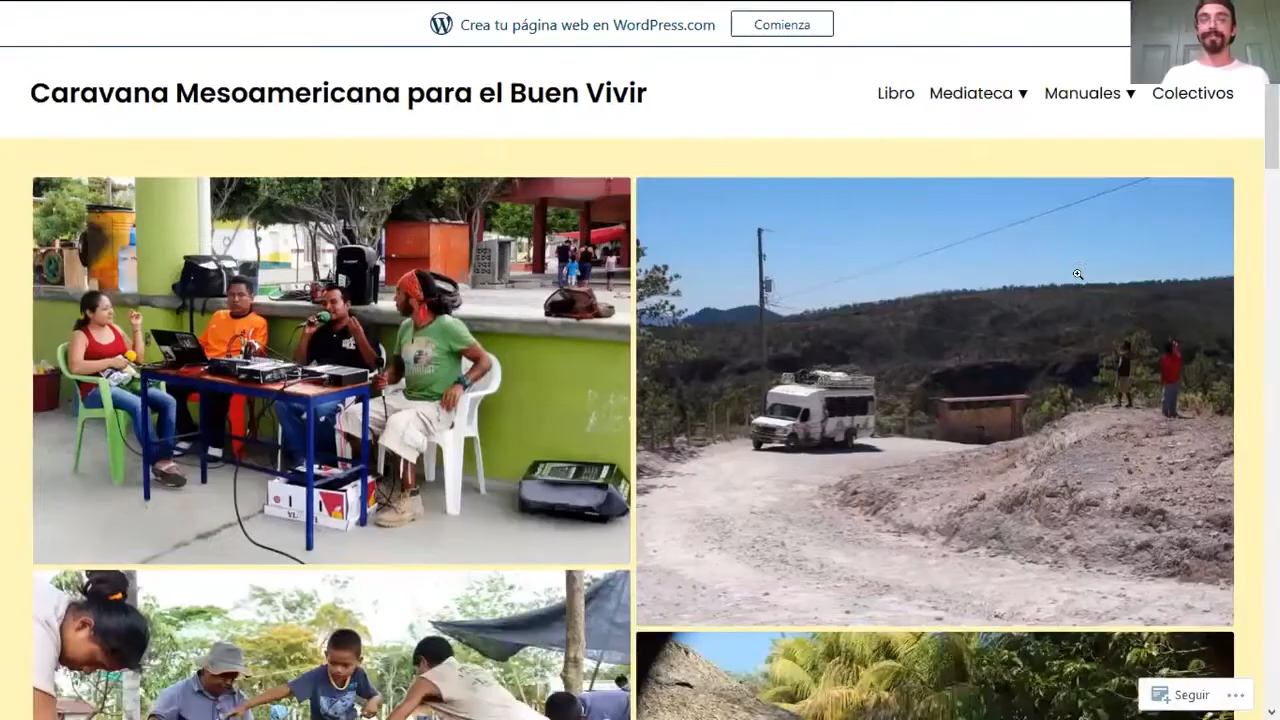 Crea tu página web en WordPress.com
Comienza
Caravana Mesoamericana para el Buen Vivir
Libro Mediateca ▼ Manuales ▼ Colectivos
Seguir